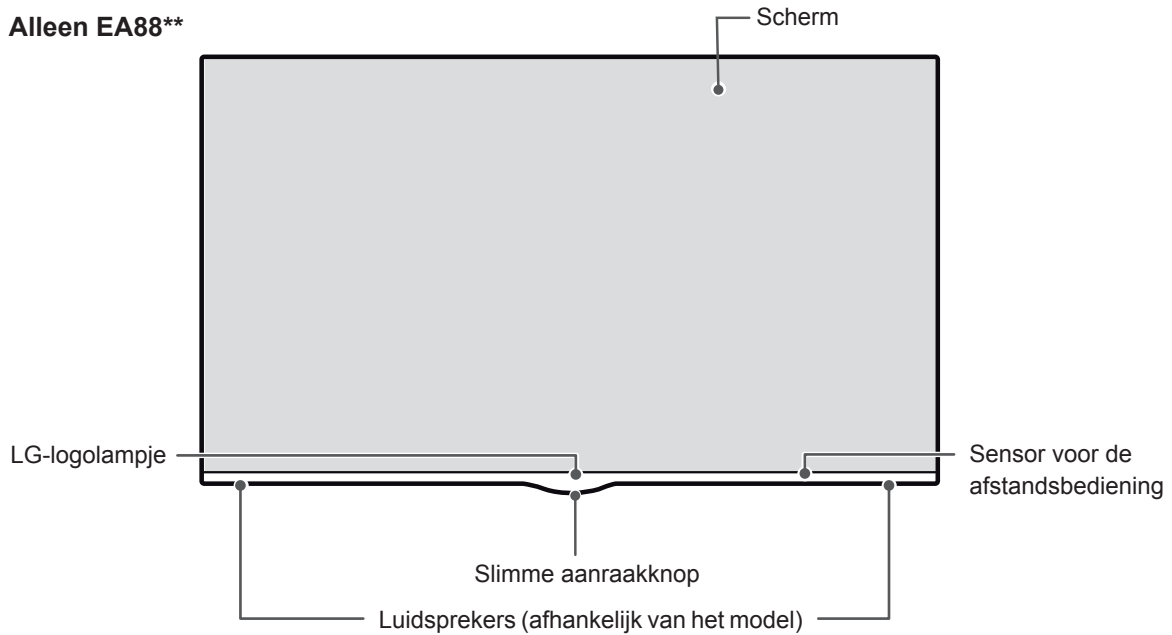 Alleen EA88**
Scherm
LG-logolampje
Sensor voor de
afstandsbediening
Slimme aanraakknop
Luidsprekers (afhankelijk van het model)